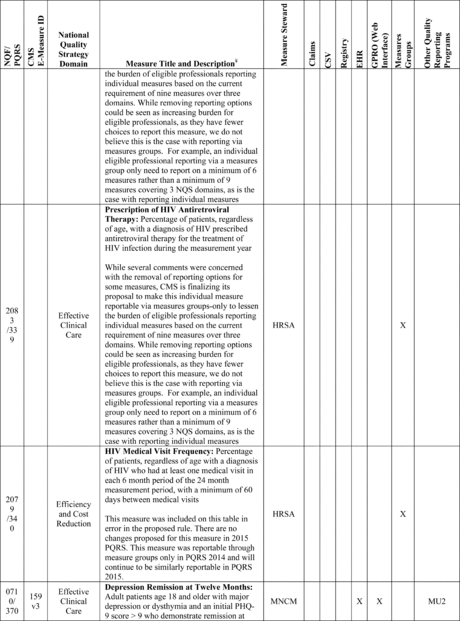 NQF/
PQRS
CMS
E-Measure ID
National
Quality
Strategy
Domain
Measure Title and Description¥
Measure Steward
Claims
CSV
Registry
EHR
GPRO (Web
Interface)
Measures
Groups
Other Quality
Reporting
Programs
the burden of eligible professionals reporting
individual measures based on the current
requirement of nine measures over three
domains. While removing reporting options
could be seen as increasing burden for
eligible professionals, as they have fewer
choices to report this measure, we do not
believe this is the case with reporting via
measures groups.  For example, an individual
eligible professional reporting via a measures
group only need to report on a minimum of 6
measures rather than a minimum of 9
measures covering 3 NQS domains, as is the
case with reporting individual measures
208
3
/33
9
Effective
Clinical
Care
Prescription of HIV Antiretroviral
Therapy: Percentage of patients, regardless
of age, with a diagnosis of HIV prescribed
antiretroviral therapy for the treatment of
HIV infection during the measurement year
While several comments were concerned
with the removal of reporting options for
some measures, CMS is finalizing its
proposal to make this individual measure
reportable via measures groups-only to lessen
the burden of eligible professionals reporting
individual measures based on the current
requirement of nine measures over three
domains. While removing reporting options
could be seen as increasing burden for
eligible professionals, as they have fewer
choices to report this measure, we do not
believe this is the case with reporting via
measures groups.  For example, an individual
eligible professional reporting via a measures
group only need to report on a minimum of 6
measures rather than a minimum of 9
measures covering 3 NQS domains, as is the
case with reporting individual measures
HRSA
X
207
9
/34
0
Efficiency
and Cost
Reduction
HIV Medical Visit Frequency: Percentage
of patients, regardless of age with a diagnosis
of HIV who had at least one medical visit in
each 6 month period of the 24 month
measurement period, with a minimum of 60
days between medical visits
This measure was included on this table in
error in the proposed rule. There are no
changes proposed for this measure in 2015
PQRS. This measure was reportable through
measure groups only in PQRS 2014 and will
continue to be similarly reportable in PQRS
2015.
HRSA
X
071
0/
370
159
v3
Effective
Clinical
Care
Depression Remission at Twelve Months:
Adult patients age 18 and older with major
depression or dysthymia and an initial PHQ-
9 score > 9 who demonstrate remission at
MNCM
X
X
MU2